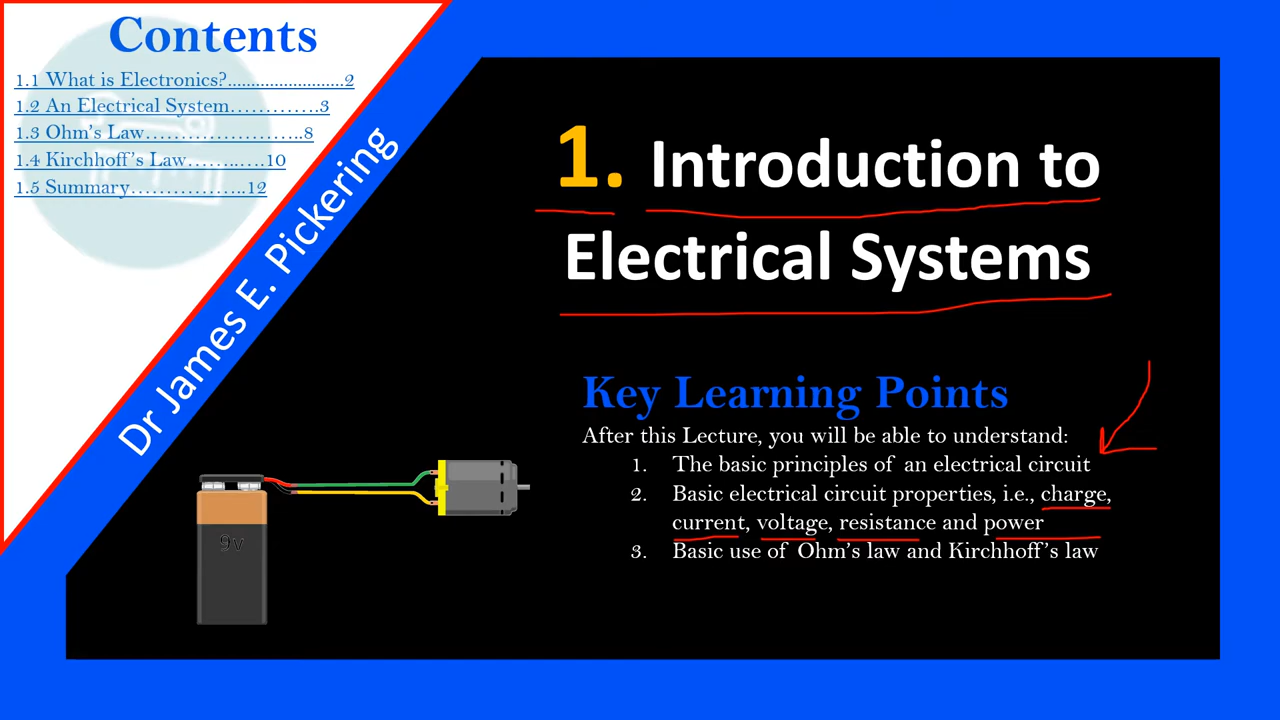 Contents
1.1 What is Electronics?.........................2
1.2 An Electrical System………….3
1.3 Ohm's Law…………………..8
1.4 Kirchhoff's Law……..….10
1.5 Summary……………..12
Dr James E. Pickering
1. Introduction to
Electrical Systems
Key Learning Points
After this Lecture, you will be able to understand:
1. The basic principles of an electrical circuit
2. Basic electrical circuit properties, i.e., charge,
current, voltage, resistance and power
3. Basic use of Ohm's law and Kirchhoff's law
9v